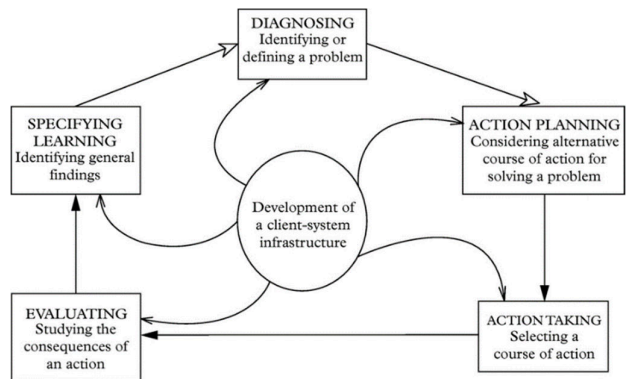 DIAGNOSING
Identifying or
defining a problem
ACTION PLANNING
Considering alternative
course of action for
solving a problem
ACTION TAKING
Selecting a
course of action
EVALUATING
Studying the
consequences of
an action
SPECIFYING
LEARNING
Identifying general
findings
Development of
a client-system
infrastructure